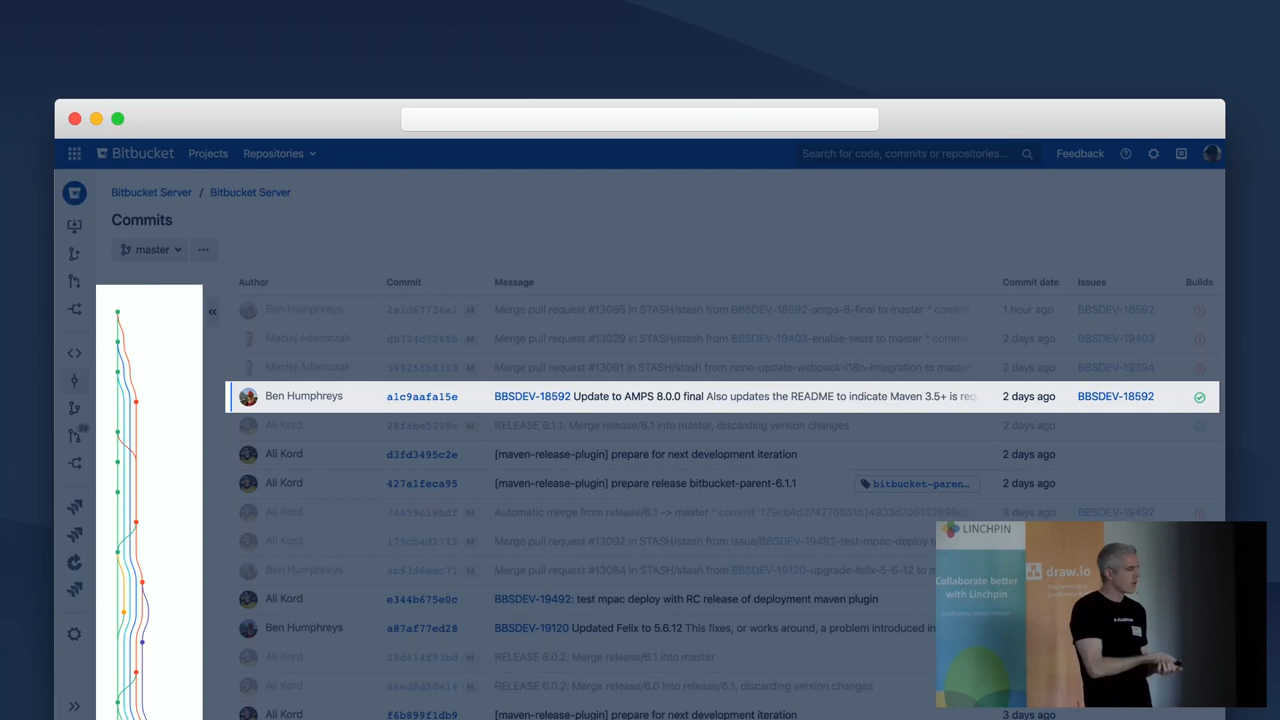 Bitbucket Projects Repositories Search for code, commits or repositories... Feedback
Bitbucket Server / Bitbucket Server
Commits
master
Author Commit Message Commit date Issues Builds
Ben Humphreys M Merge pull request #13095 in STASH/stash from BBSDEV-18592-amps-8-final to master * 1 hour ago BBSDEV-18592
Maciej Adamczak M Merge pull request #13029 in STASH/stash from BBSDEV-19403-enable-tests to master * 2 days ago BBSDEV-19403
Maciej Adamczak M Merge pull request #13091 in STASH/stash from none-update-webpack-i18n-integration to master 2 days ago BBSDEV-19394
Ben Humphreys a1c9aafa15e BBSDEV-18592 Update to AMPS 8.0.0 final Also updates the README to indicate Maven 3.5+ is req 2 days ago BBSDEV-18592
Ali Kord 28fabe5208e M RELEASE 6.1.1: Merge release/6.1 into master, discarding version changes 2 days ago
Ali Kord d3fd3495c2e [maven-release-plugin] prepare for next development iteration 2 days ago
Ali Kord 427a1feca95 [maven-release-plugin] prepare release bitbucket-parent-6.1.1 bitbucket-paren... 2 days ago
Ali Kord M Automatic merge from release/6.1 -> master * commit 3 days ago BBSDEV-19492
Ali Kord 179cb4d2742 M Merge pull request #13092 in STASH/stash from issue/BBSDEV-19492-test-mpac-deploy to
Ben Humphreys M Merge pull request #13084 in STASH/stash from BBSDEV-19120-upgrade-felix-5-6-12 to
Ali Kord e344b675e0c BBSDEV-19492: test mpac deploy with RC release of deployment maven plugin
Ben Humphreys a87af77ed28 BBSDEV-19120 Updated Felix to 5.6.12 This fixes, or works around, a problem introduced in
Ali Kord M RELEASE 6.0.2: Merge release/6.1 into master
Ali Kord M RELEASE 6.0.2: Merge release/6.0 into release/6.1, discarding version changes
Ali Kord f6b899f1db9 [maven-release-plugin] prepare for next development iteration 3 days ago
LINCHPIN
Collaborate better
with Linchpin
draw.io